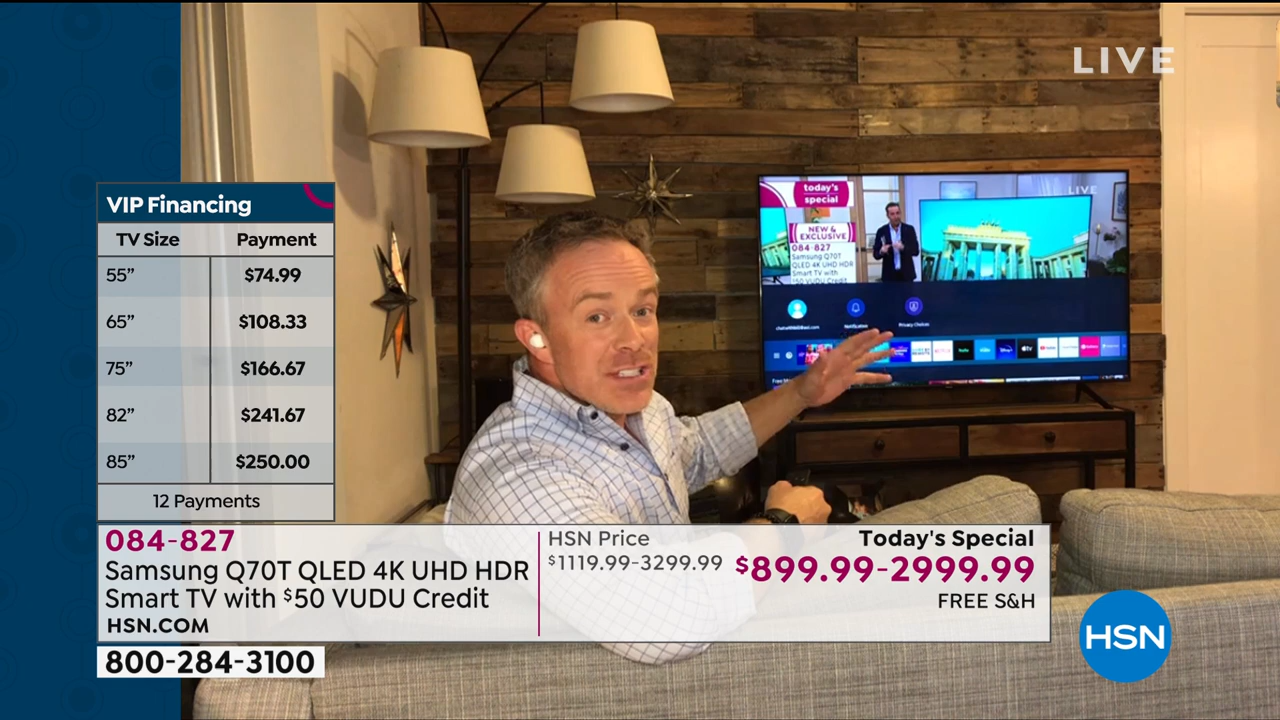 LIVE
VIP Financing
TV Size Payment
55” $74.99
65” $108.33
75” $166.67
82” $241.67
85” $250.00
12 Payments
today's
special
LIVE
NEW &
EXCLUSIVE
084-827
Samsung Q70T
QLED 4K UHD HDR
Smart TV with
$50 VUDU Credit
Notification
Privacy Choices
084-827
Samsung Q70T QLED 4K UHD HDR
Smart TV with $50 VUDU Credit
HSN.COM
HSN Price
$1119.99-3299.99
Today's Special
$899.99-2999.99
FREE S&H
800-284-3100
HSN